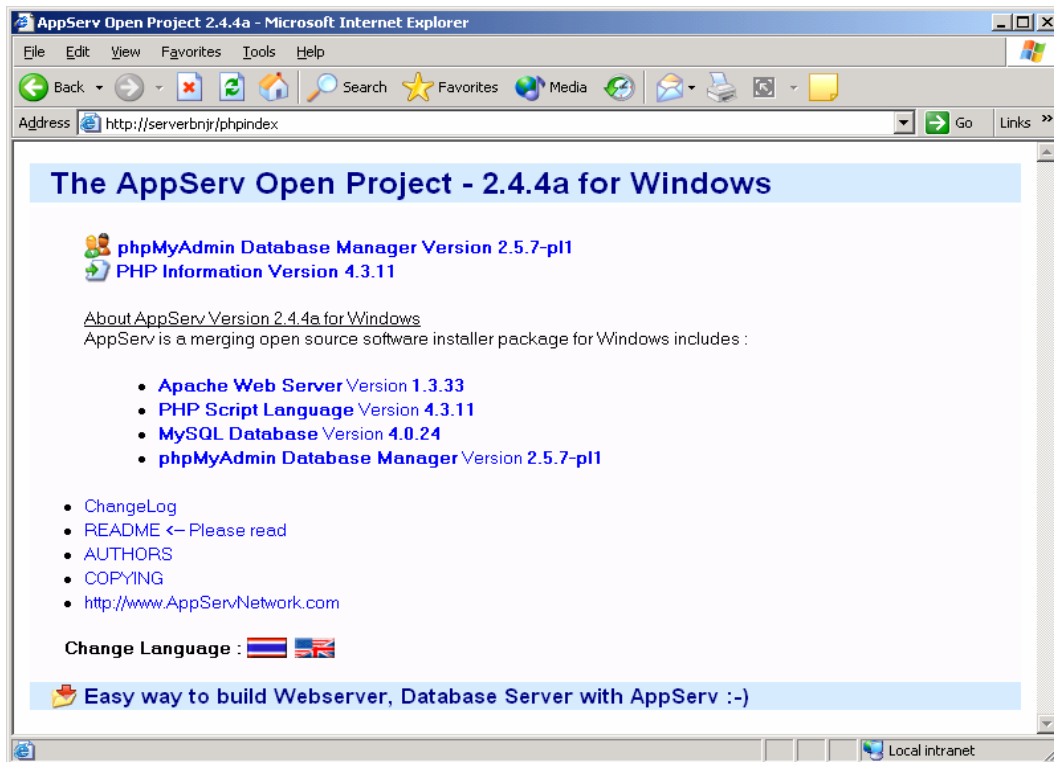 AppServ Open Project 2.4.4a - Microsoft Internet Explorer
File Edit View Favorites Tools Help
Back Search Favorites Media
Address http://serverbnjr/phpindex Go Links »
The AppServ Open Project - 2.4.4a for Windows
phpMyAdmin Database Manager Version 2.5.7-pl1
PHP Information Version 4.3.11
About AppServ Version 2.4.4a for Windows
AppServ is a merging open source software installer package for Windows includes :
• Apache Web Server Version 1.3.33
• PHP Script Language Version 4.3.11
• MySQL Database Version 4.0.24
• phpMyAdmin Database Manager Version 2.5.7-pl1
• ChangeLog
• README <-- Please read
• AUTHORS
• COPYING
• http://www.AppServNetwork.com
Change Language :
Easy way to build Webserver, Database Server with AppServ :-)
Local intranet